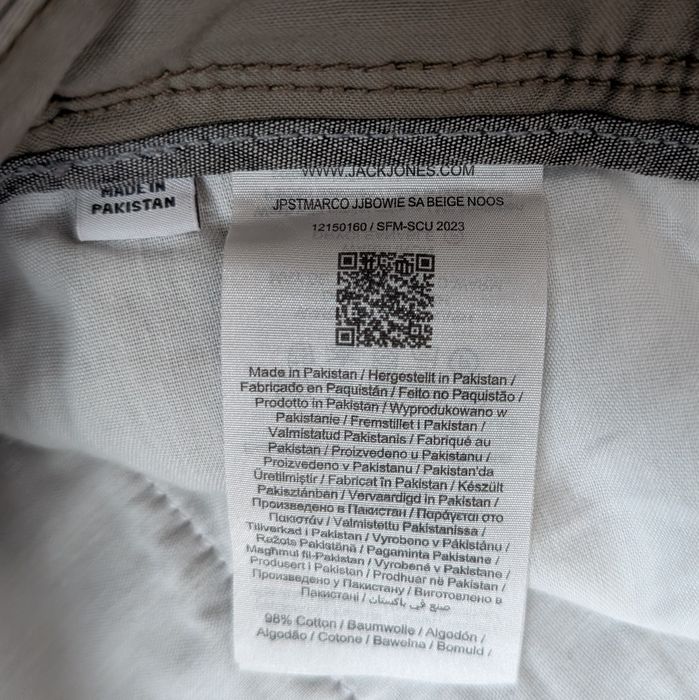 WWW.JACKJONES.COM
MADE IN
PAKISTAN
JPSTMARCO JJBOWIE SA BEIGE NOOS
12150160 / SFM-SCU 2023
Made in Pakistan / Hergestellt in Pakistan /
Fabricado en Paquistán / Feito no Paquistão /
Prodotto in Pakistan / Wyprodukowano w
Pakistanie / Fremstillet i Pakistan /
Valmistatud Pakistanis / Fabriqué au
Pakistan / Proizvedeno u Pakistanu /
Proizvedeno v Pakistanu / Pakistan'da
Üretilmiştir / Fabricat în Pakistan / Készült
Pakisztánban / Vervaardigd in Pakistan /
Произведено в Пакистан / Παράγεται στο
Πακιστάν / Valmistettu Pakistanissa /
Tillverkad i Pakistan / Vyrobeno v Pákistánu /
Ražots Pakistānā / Pagaminta Pakistane /
Magħmul fil-Pakistan / Vyrobené v Pakistane /
Produsert i Pakistan / Prodhuar në Pakistan /
Произведено у Пакистану / Виготовлено в
Пакистані / صنع في باكستان
98% Cotton / Baumwolle / Algodón /
Algodão / Cotone / Bawełna / Bomuld /